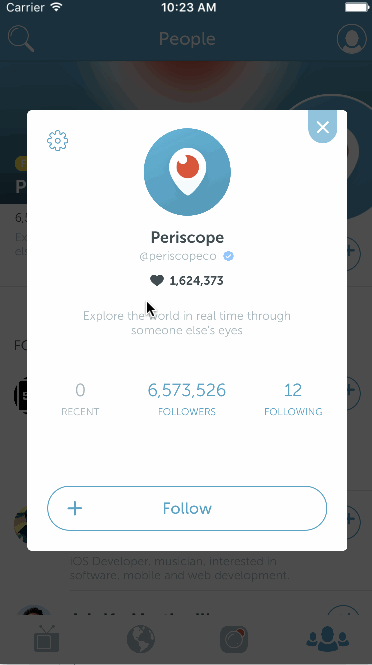 Carrier 10:23 AM
People
Periscope
@periscopeco
1,624,373
Explore the world in real time through
someone else's eyes
0 6,573,526 12
RECENT FOLLOWERS FOLLOWING
+ Follow
iOS Developer, musician, interested in
software, mobile and web development.